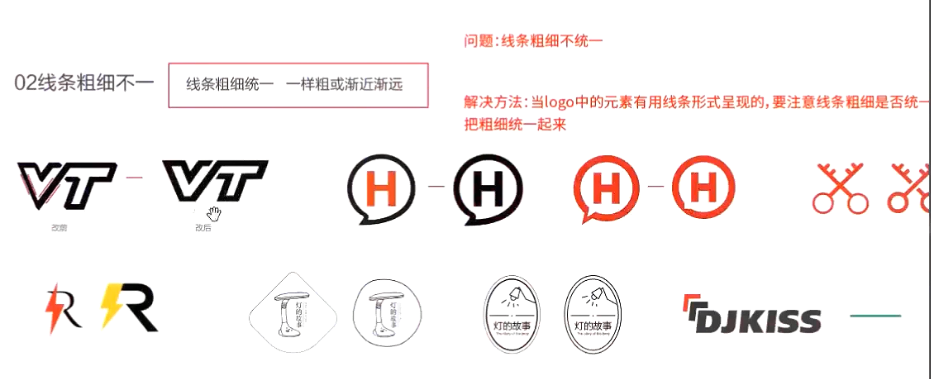 问题:线条粗细不统一
02线条粗细不一
线条粗细统一 一样粗或渐近渐远
解决方法:当logo中的元素有用线条形式呈现的,要注意线条粗细是否统一
把粗细统一起来
VT
VT
H
H
H
H
改前
改后
R
R
灯的故事
灯的故事
灯的故事
灯的故事
DJKISS